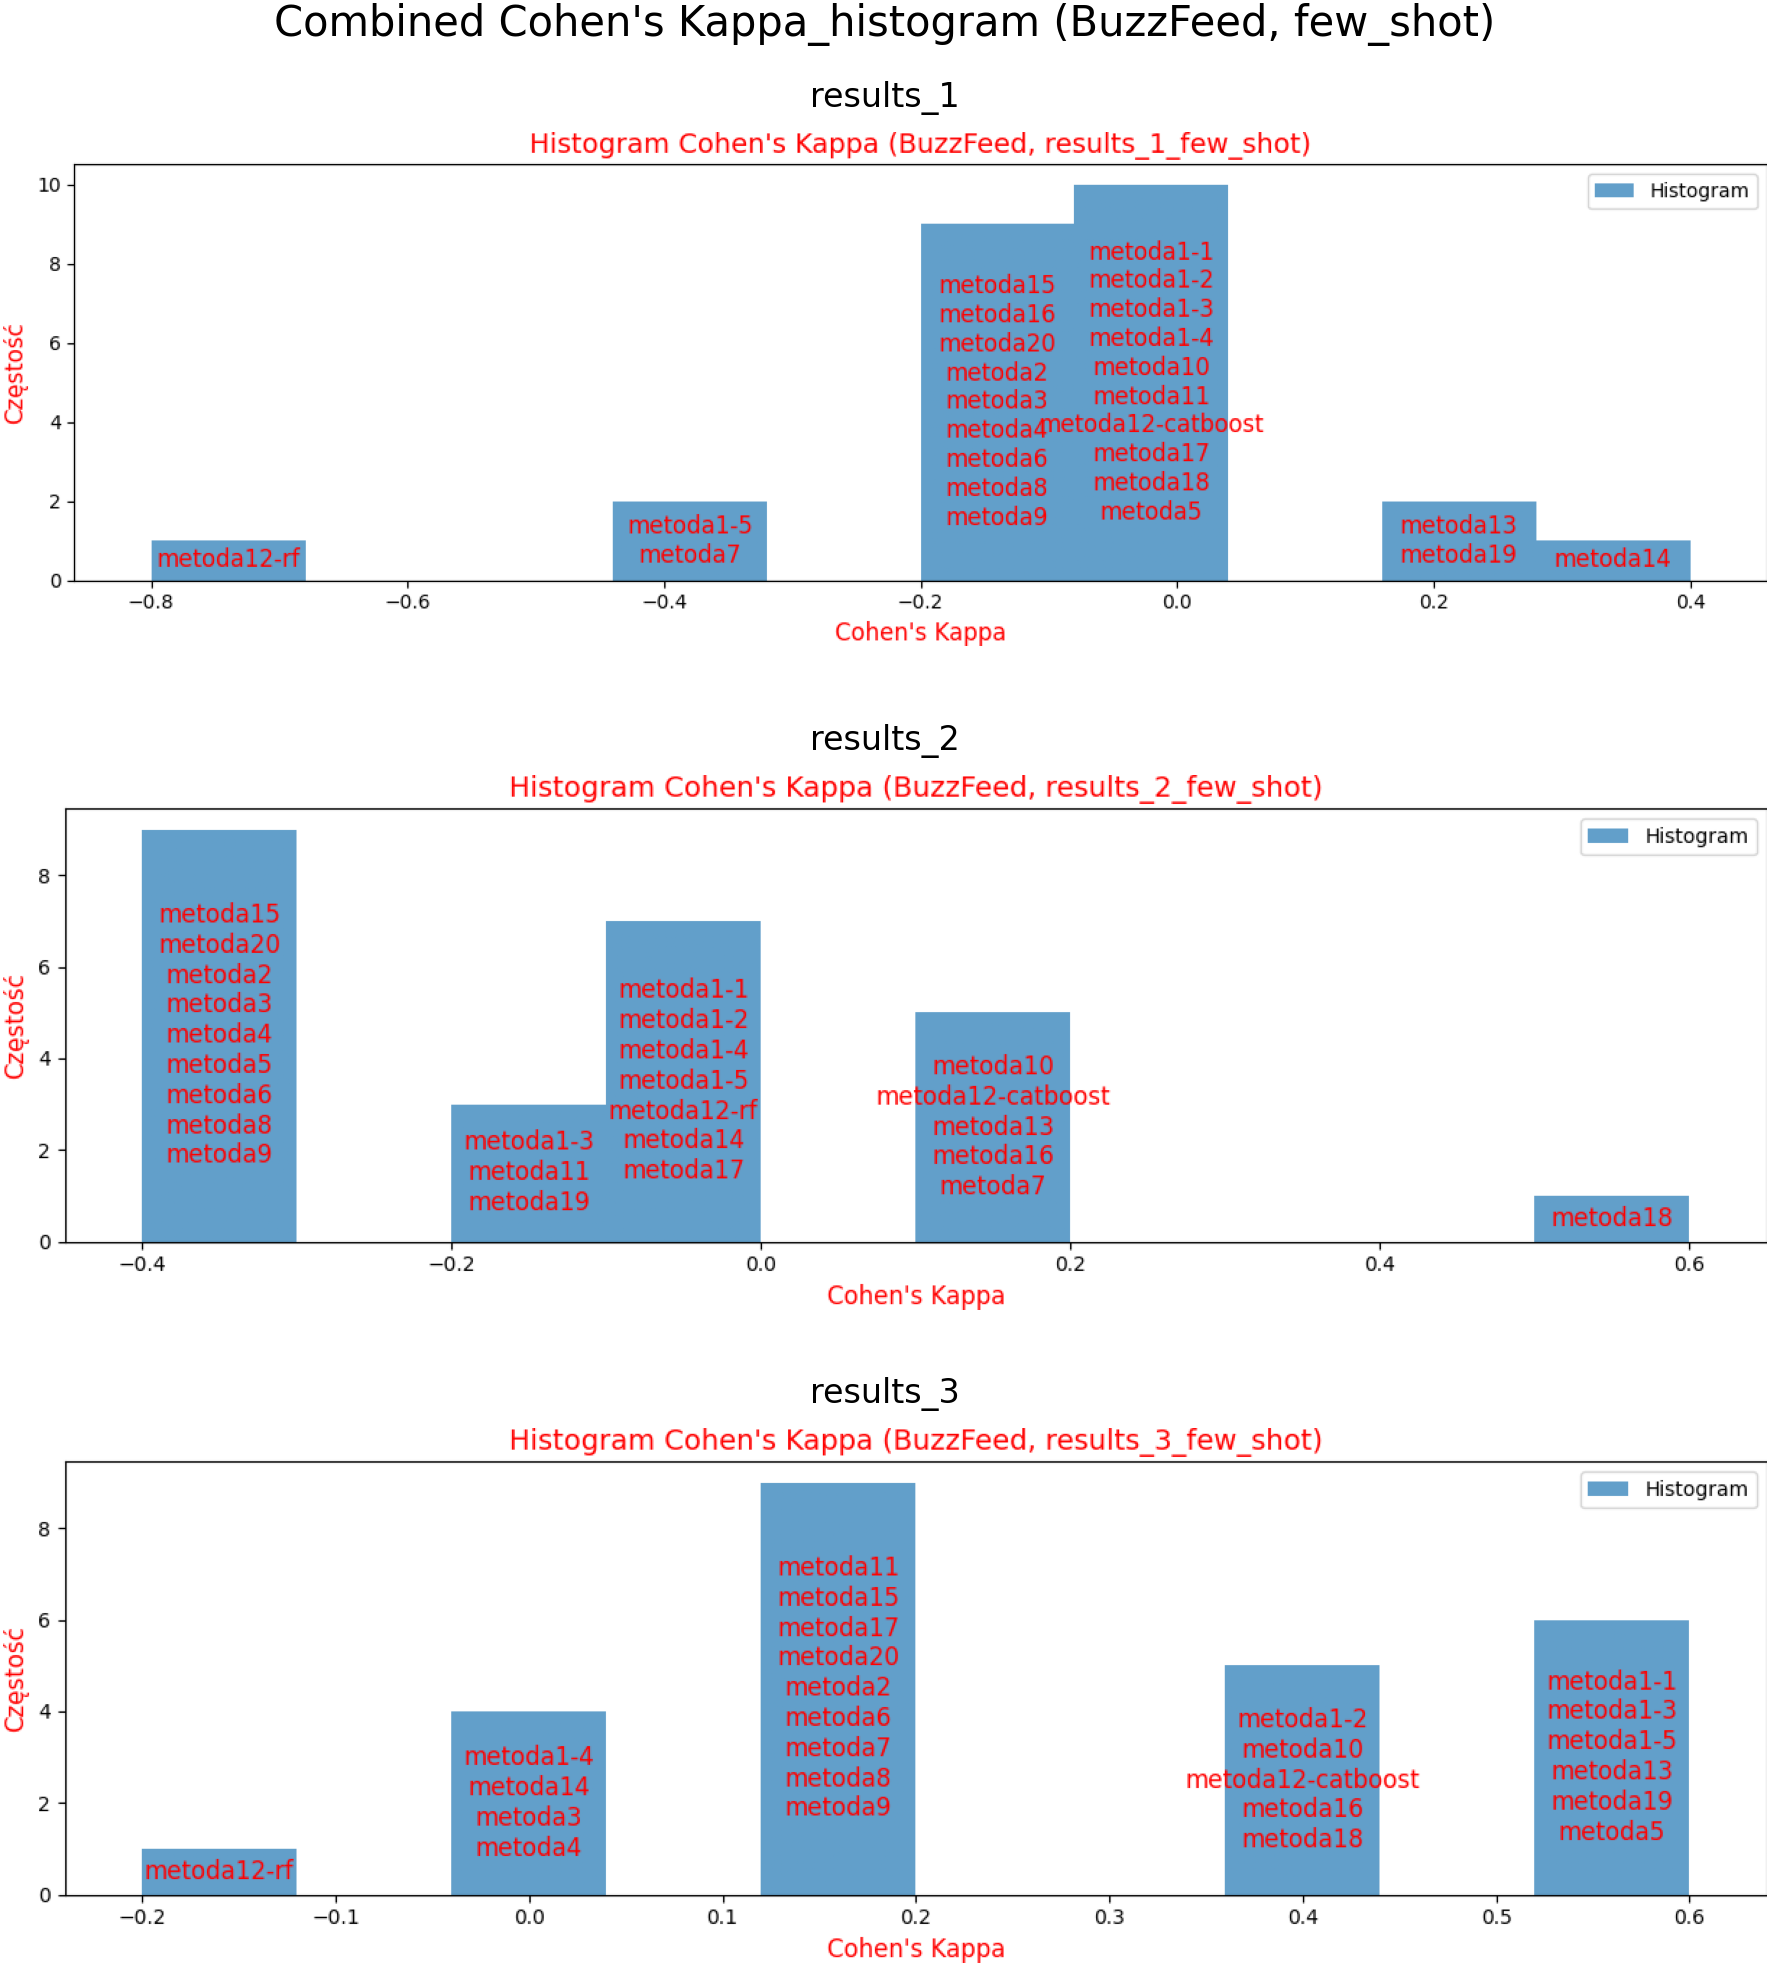 Combined Cohen's Kappa_histogram (BuzzFeed, few_shot)
results_1
Histogram Cohen's Kappa (BuzzFeed, results_1_few_shot)
Histogram
Częstość
10
8
6
4
2
0
metoda12-rf
metoda1-5
metoda7
metoda15
metoda16
metoda20
metoda2
metoda3
metoda4
metoda6
metoda8
metoda9
metoda1-1
metoda1-2
metoda1-3
metoda1-4
metoda10
metoda11
metoda12-catboost
metoda17
metoda18
metoda5
metoda13
metoda19
metoda14
−0.8 −0.6 −0.4 −0.2 0.0 0.2 0.4
Cohen's Kappa
results_2
Histogram Cohen's Kappa (BuzzFeed, results_2_few_shot)
Histogram
Częstość
8
6
4
2
0
metoda15
metoda20
metoda2
metoda3
metoda4
metoda5
metoda6
metoda8
metoda9
metoda1-3
metoda11
metoda19
metoda1-1
metoda1-2
metoda1-4
metoda1-5
metoda12-rf
metoda14
metoda17
metoda10
metoda12-catboost
metoda13
metoda16
metoda7
metoda18
−0.4 −0.2 0.0 0.2 0.4 0.6
Cohen's Kappa
results_3
Histogram Cohen's Kappa (BuzzFeed, results_3_few_shot)
Histogram
Częstość
8
6
4
2
0
metoda12-rf
metoda1-4
metoda14
metoda3
metoda4
metoda11
metoda15
metoda17
metoda20
metoda2
metoda6
metoda7
metoda8
metoda9
metoda1-2
metoda10
metoda12-catboost
metoda16
metoda18
metoda1-1
metoda1-3
metoda1-5
metoda13
metoda19
metoda5
−0.2 −0.1 0.0 0.1 0.2 0.3 0.4 0.5 0.6
Cohen's Kappa